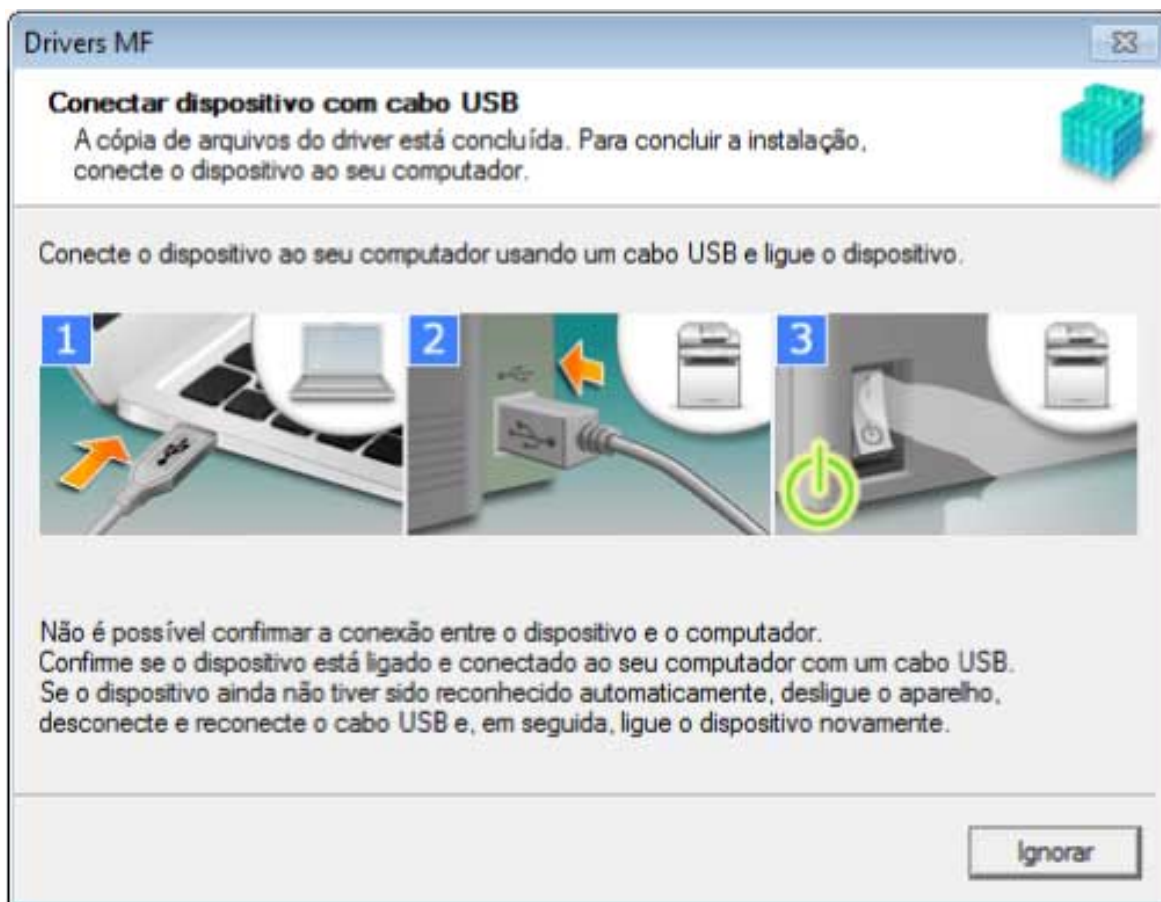 Drivers MF
Conectar dispositivo com cabo USB
A cópia de arquivos do driver está concluída. Para concluir a instalação,
conecte o dispositivo ao seu computador.
Conecte o dispositivo ao seu computador usando um cabo USB e ligue o dispositivo.
1
2
3
Não é possível confirmar a conexão entre o dispositivo e o computador.
Confirme se o dispositivo está ligado e conectado ao seu computador com um cabo USB.
Se o dispositivo ainda não tiver sido reconhecido automaticamente, desligue o aparelho,
desconecte e reconecte o cabo USB e, em seguida, ligue o dispositivo novamente.
Ignorar